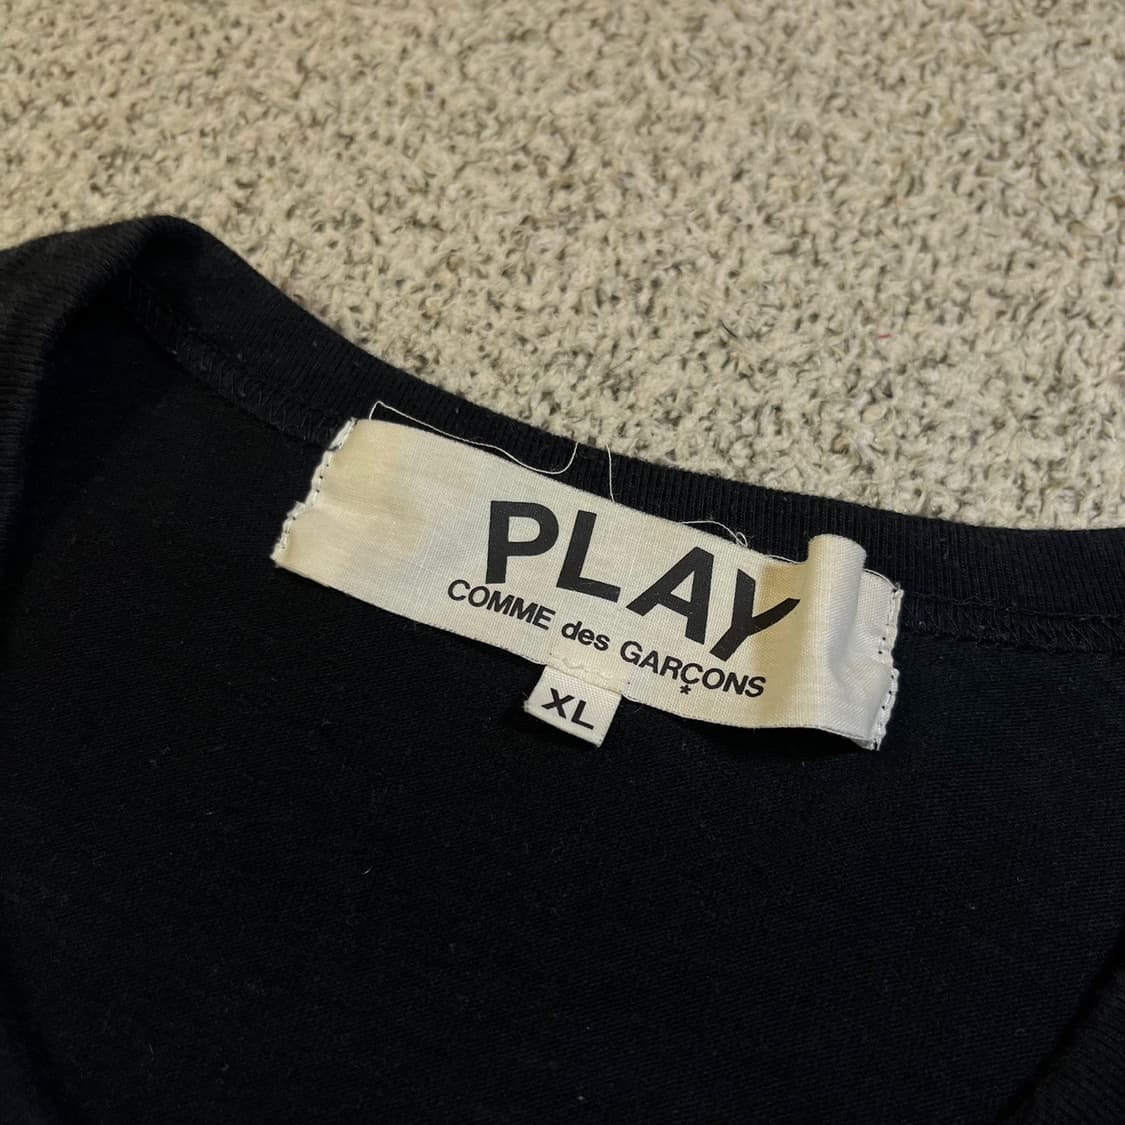 PLAY
COMME des GARÇONS
*
XL